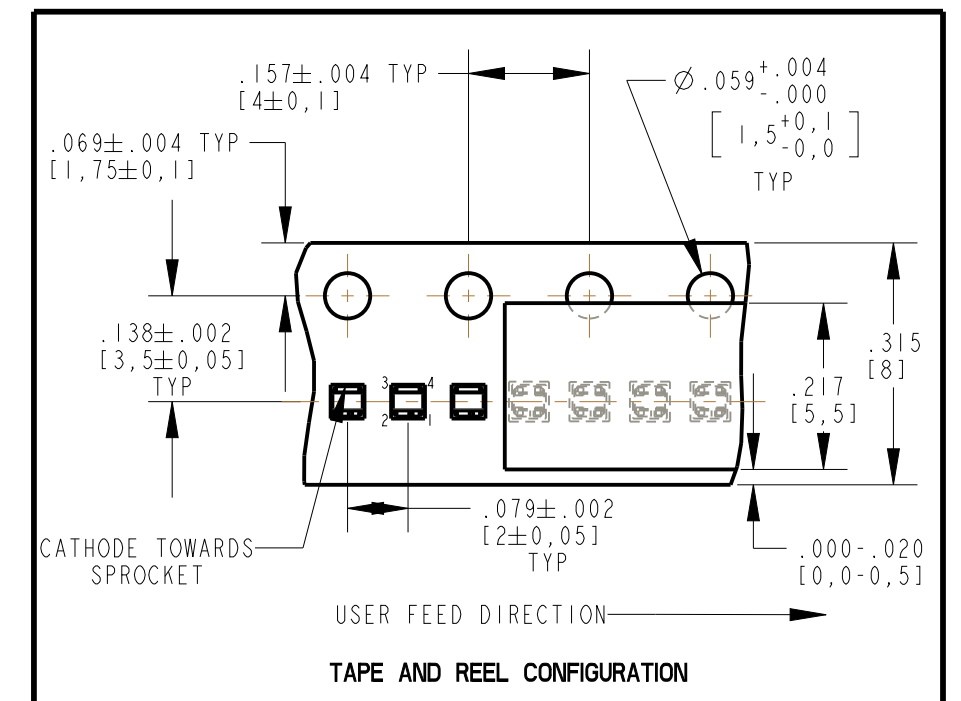 .157±.004 TYP
[4±0,1]
Ø.059 +.004 -.000
[1,5 +0,1 -0,0]
TYP
.069±.004 TYP
[1,75±0,1]
.138±.002
[3,5±0,05]
TYP
.315
[8]
.217
[5,5]
3 4
2 1
.079±.002
[2±0,05]
TYP
CATHODE TOWARDS
SPROCKET
.000-.020
[0,0-0,5]
USER FEED DIRECTION
TAPE AND REEL CONFIGURATION